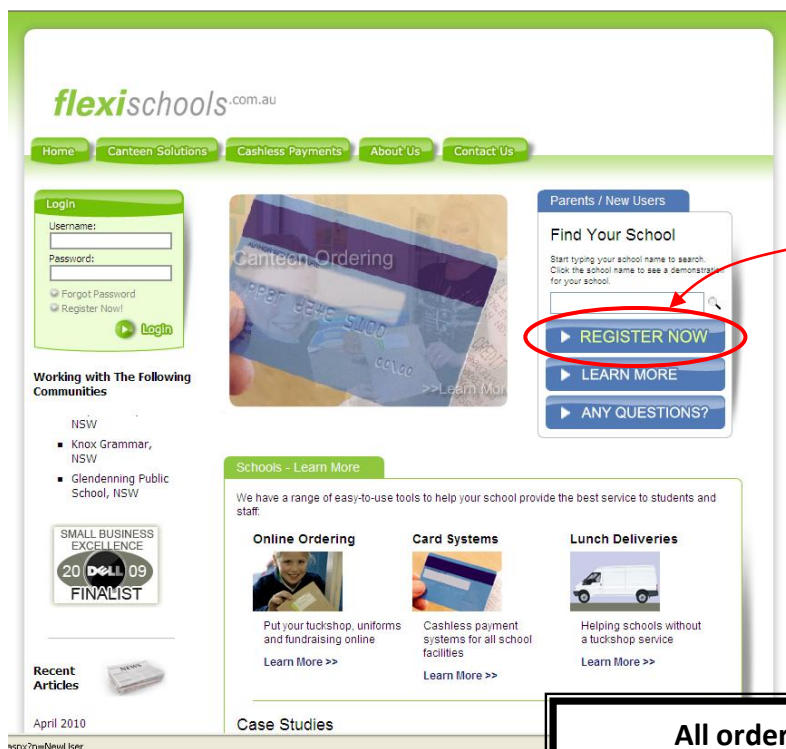 flexischools.com.au
Home Canteen Solutions Cashless Payments About Us Contact Us
Login
Username:
Password:
Forgot Password
Register Now!
Login
Working with The Following
Communities
NSW
Knox Grammar,
NSW
Glendenning Public
School, NSW
SMALL BUSINESS
EXCELLENCE
20 DELL 09
FINALIST
Recent
Articles
NEWS
April 2010
Canteen Ordering
>>Learn Mor
Parents / New Users
Find Your School
Start typing your school name to search.
Click the school name to see a demonstration
for your school.
REGISTER NOW
LEARN MORE
ANY QUESTIONS?
Schools - Learn More
We have a range of easy-to-use tools to help your school provide the best service to students and
staff:
Online Ordering
Put your tuckshop, uniforms
and fundraising online
Learn More >>
Card Systems
Cashless payment
systems for all school
facilities
Learn More >>
Lunch Deliveries
Helping schools without
a tuckshop service
Learn More >>
Case Studies
All order
aspx?n=NewUser